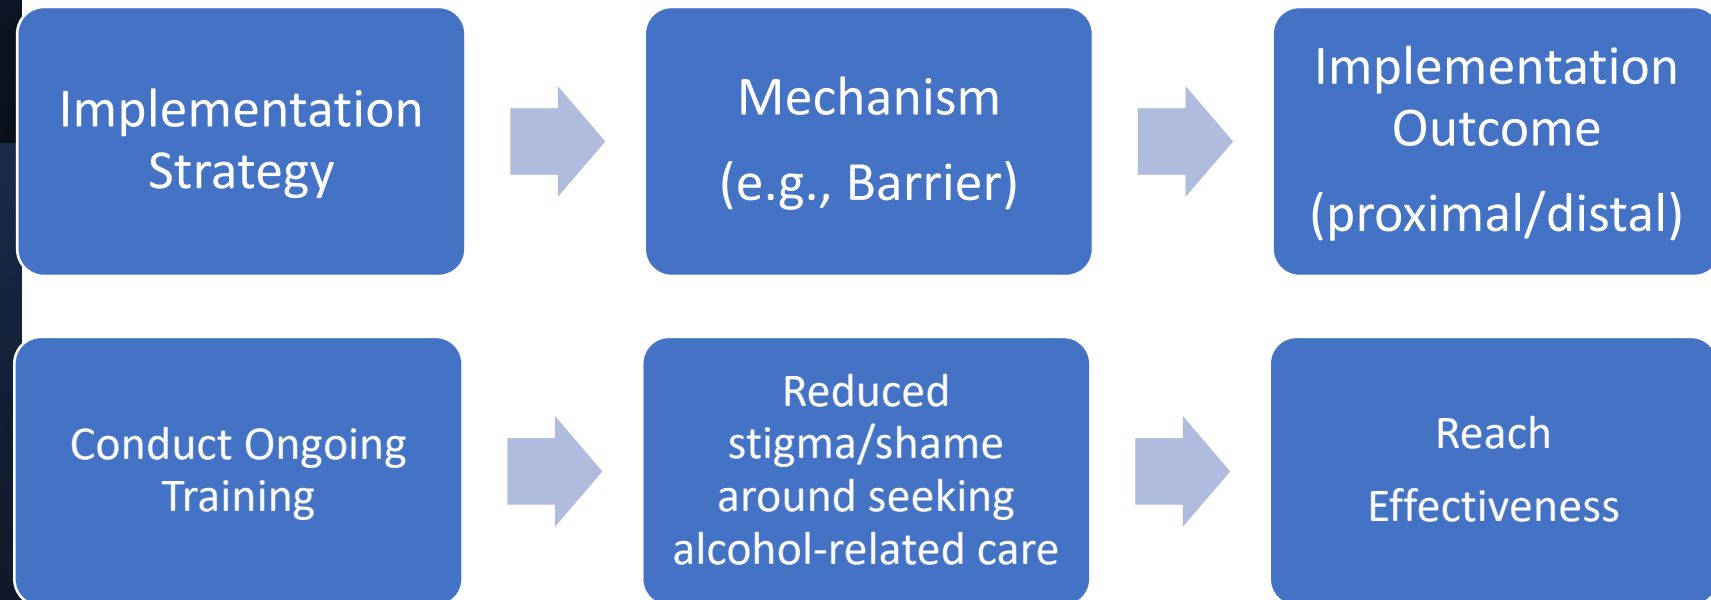 Implementation
Strategy
Mechanism
(e.g., Barrier)
Implementation
Outcome
(proximal/distal)
Conduct Ongoing
Training
Reduced
stigma/shame
around seeking
alcohol-related care
Reach
Effectiveness